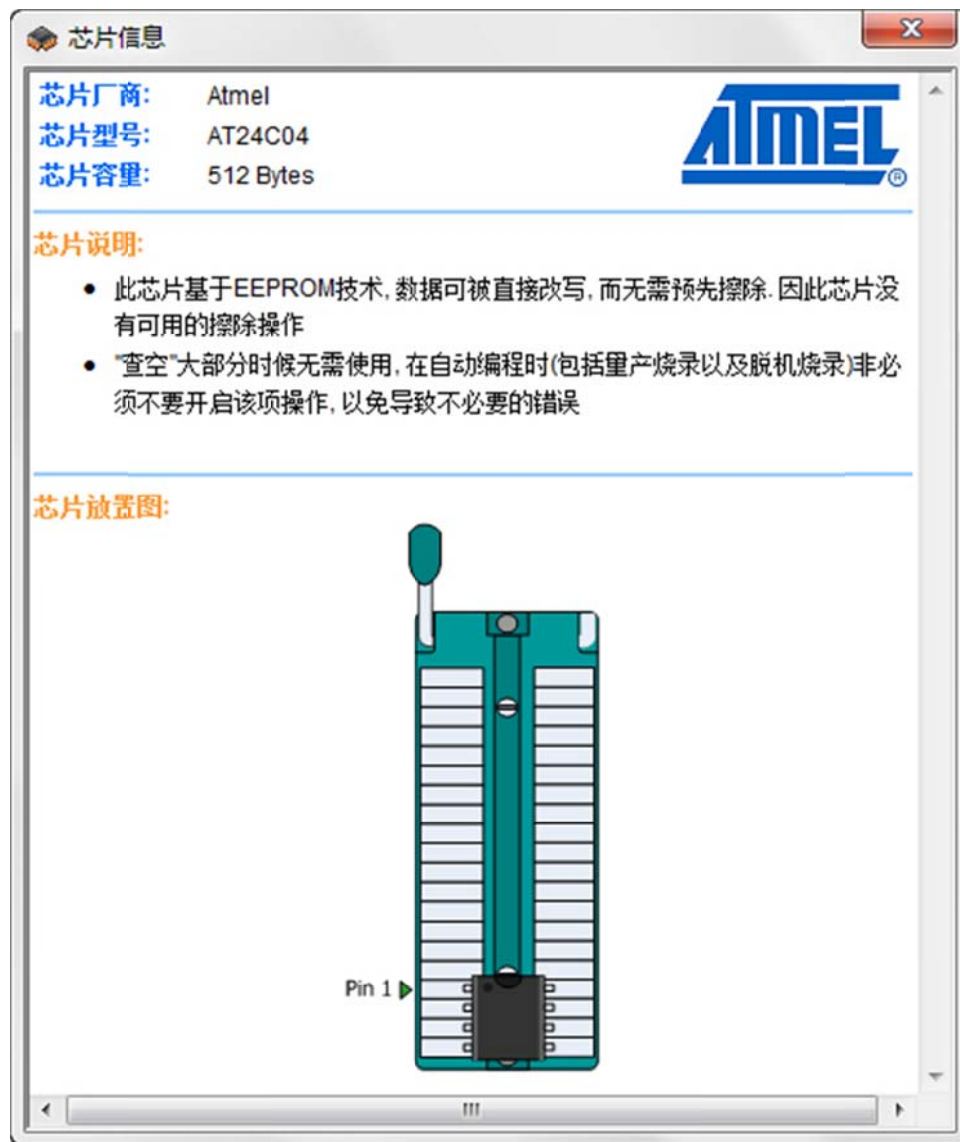 芯片信息
芯片厂商: Atmel
芯片型号: AT24C04
芯片容量: 512 Bytes
ATMEL®
芯片说明:
● 此芯片基于EEPROM技术, 数据可被直接改写, 而无需预先擦除. 因此芯片没
有可用的擦除操作
● "查空"大部分时候无需使用, 在自动编程时(包括量产烧录以及脱机烧录)非必
须不要开启该项操作, 以免导致不必要的错误
芯片放置图:
Pin 1